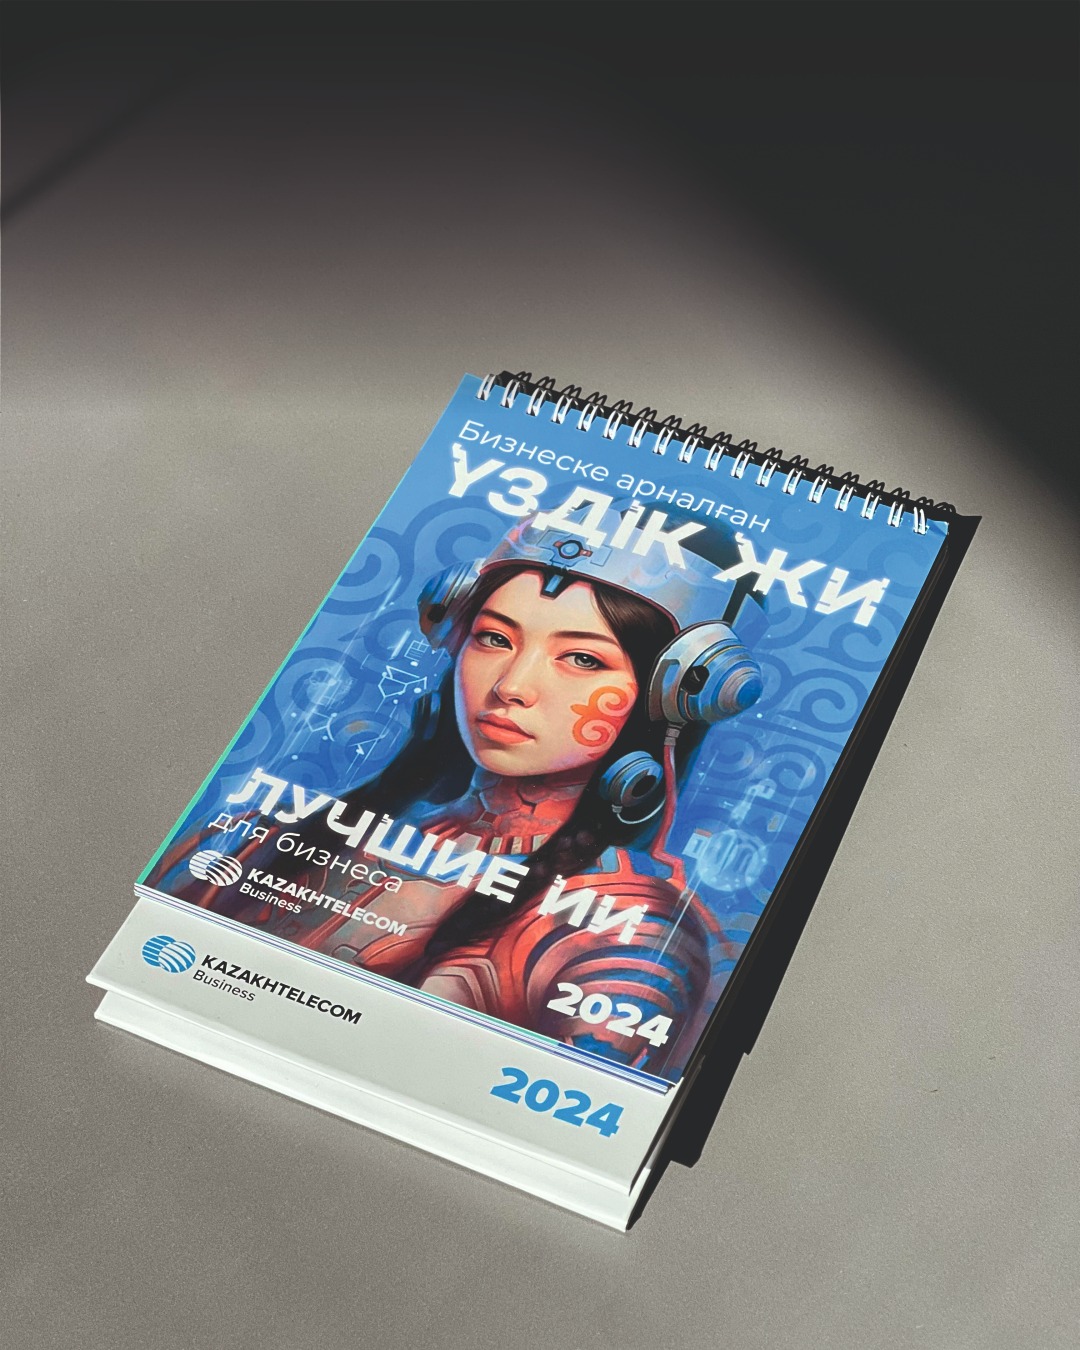 Бизнеске арналған
ҮЗДІК ЖИ
ЛУЧШИЕ ИИ
для бизнеса
KAZAKHTELECOM
Business
2024
KAZAKHTELECOM
Business
2024